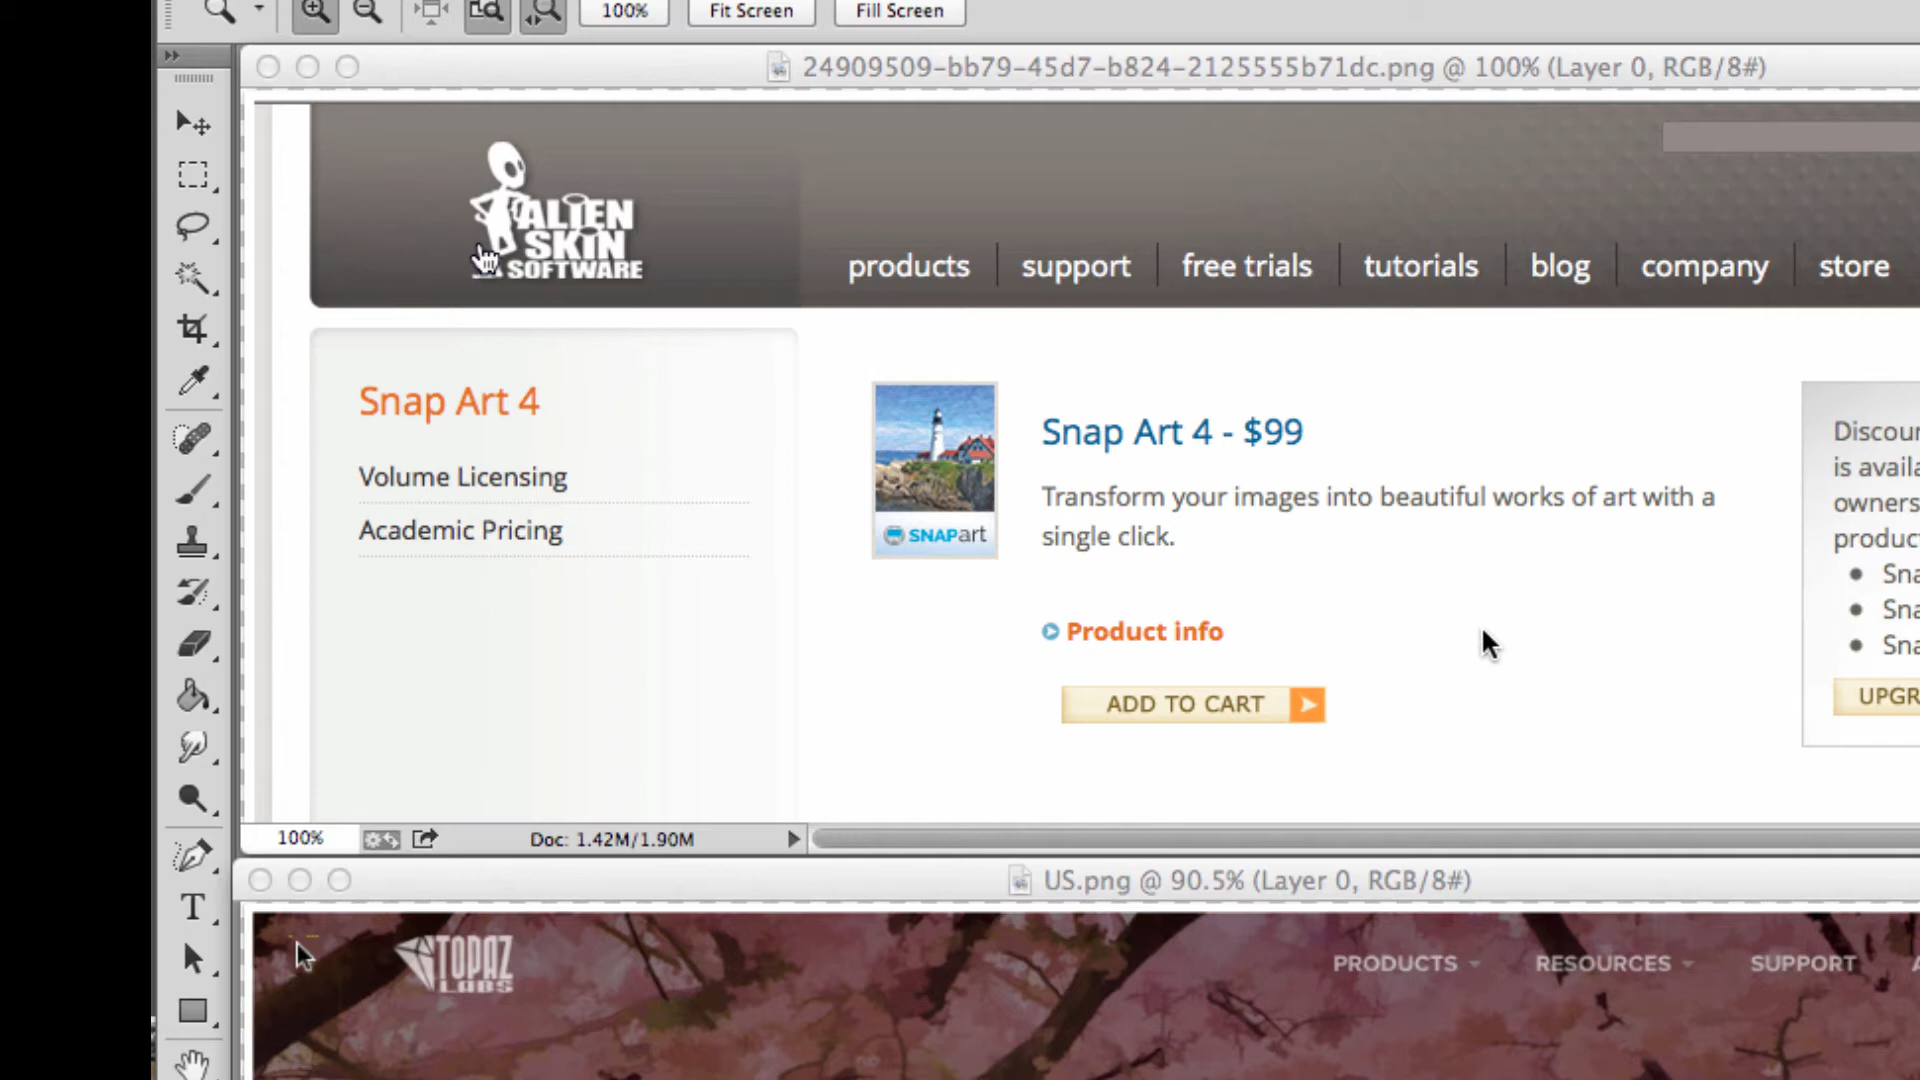 100% Fit Screen Fill Screen
24909509-bb79-45d7-b824-2125555b71dc.png @ 100% (Layer 0, RGB/8#)
ALIEN
SKIN
SOFTWARE
products support free trials tutorials blog company store
Snap Art 4
Volume Licensing
Academic Pricing
SNAPart
Snap Art 4 - $99
Transform your images into beautiful works of art with a
single click.
Product info
ADD TO CART
is
100% Doc: 1.42M/1.90M
US.png @ 90.5% (Layer 0, RGB/8#)
TOPAZ
LABS
PRODUCTS RESOURCES SUPPORT